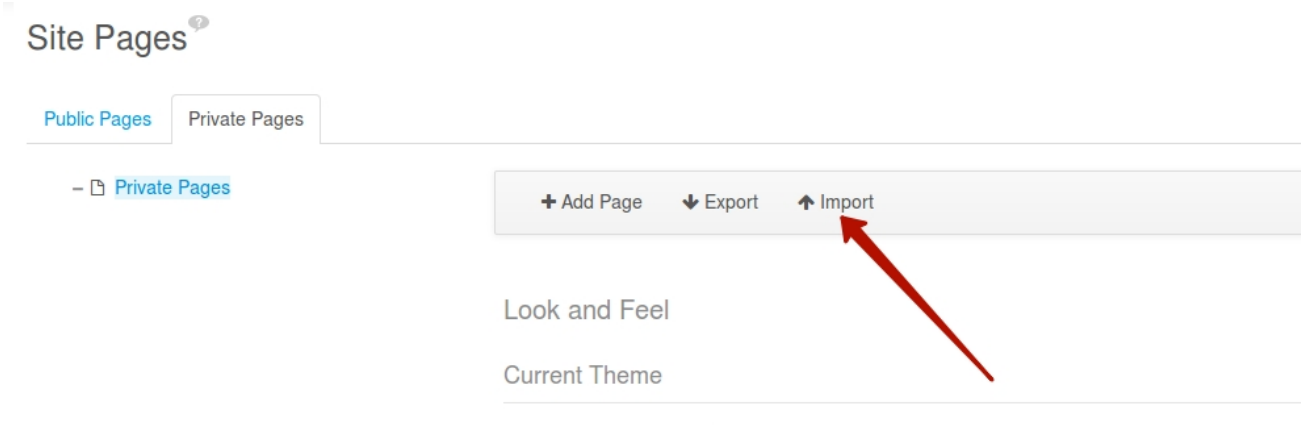 Site Pages
Public Pages Private Pages
Private Pages
Add Page Export Import
Look and Feel
Current Theme